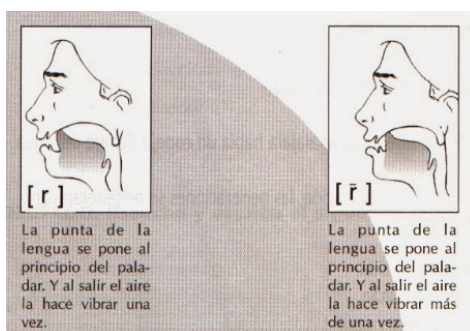 [ r ]
La punta de la
lengua se pone al
principio del pala-
dar. Y al salir el aire
la hace vibrar una
vez.
[ r̄ ]
La punta de la
lengua se pone al
principio del pala-
dar. Y al salir el aire
la hace vibrar más
de una vez.